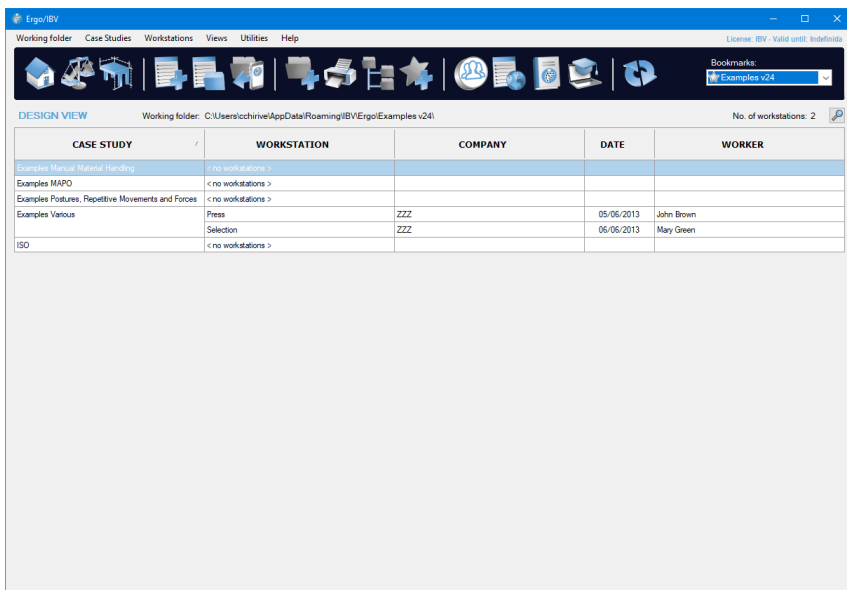 Ergo/IBV
Working folder Case Studies Workstations Views Utilities Help License: IBV - Valid until: Indefinida
Bookmarks:
Examples v24
DESIGN VIEW Working folder: C:\Users\cchirive\AppData\Roaming\IBV\Ergo\Examples v24\ No. of workstations: 2
CASE STUDY / WORKSTATION COMPANY DATE WORKER
Examples Manual Material Handling < no workstations >
Examples MAPO < no workstations >
Examples Postures, Repetitive Movements and Forces < no workstations >
Examples Various Press ZZZ 05/06/2013 John Brown
Selection ZZZ 06/06/2013 Mary Green
ISO < no workstations >